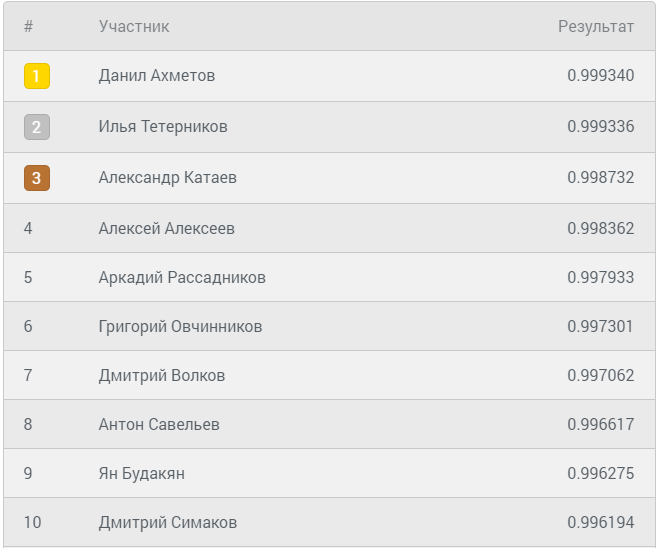 # Участник Результат
1 Данил Ахметов 0.999340
2 Илья Тетерников 0.999336
3 Александр Катаев 0.998732
4 Алексей Алексеев 0.998362
5 Аркадий Рассадников 0.997933
6 Григорий Овчинников 0.997301
7 Дмитрий Волков 0.997062
8 Антон Савельев 0.996617
9 Ян Будакян 0.996275
10 Дмитрий Симаков 0.996194